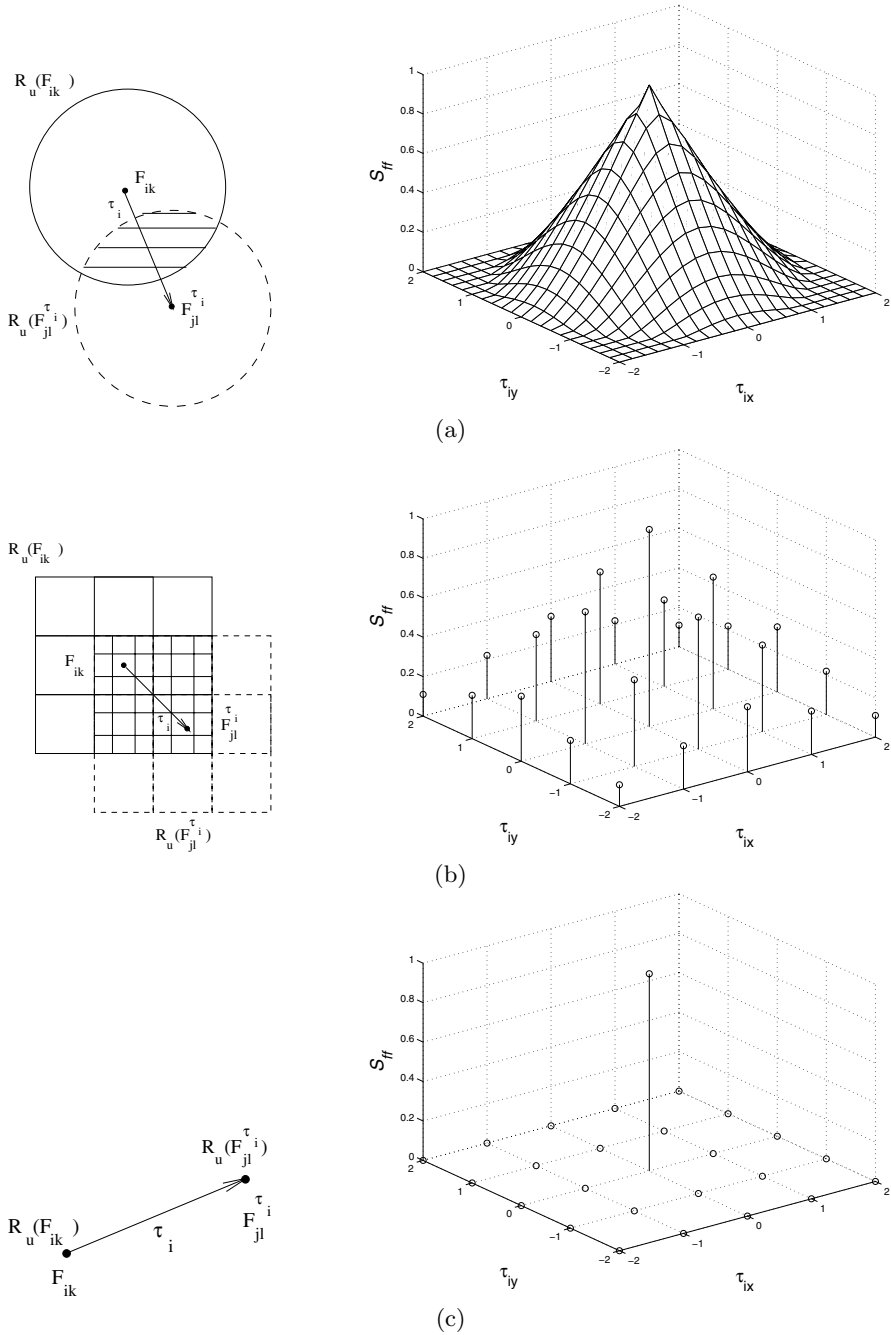 R_u(F_ik)
F_ik
τ_i
F_jl^τ_i
R_u(F_jl^τ_i)
S_ff
1
0.8
0.6
0.4
0.2
0
2
1
0
−1
−2
τ_iy
−2
−1
0
1
2
τ_ix
(a)
R_u(F_ik)
F_ik
τ_i
F_jl^τ_i
R_u(F_jl^τ_i)
S_ff
1
0.8
0.6
0.4
0.2
0
2
1
0
−1
−2
τ_iy
−2
−1
0
1
2
τ_ix
(b)
R_u(F_jl^τ_i)
F_jl^τ_i
τ_i
R_u(F_ik)
F_ik
S_ff
1
0.8
0.6
0.4
0.2
0
2
1
0
−1
−2
τ_iy
−2
−1
0
1
2
τ_ix
(c)